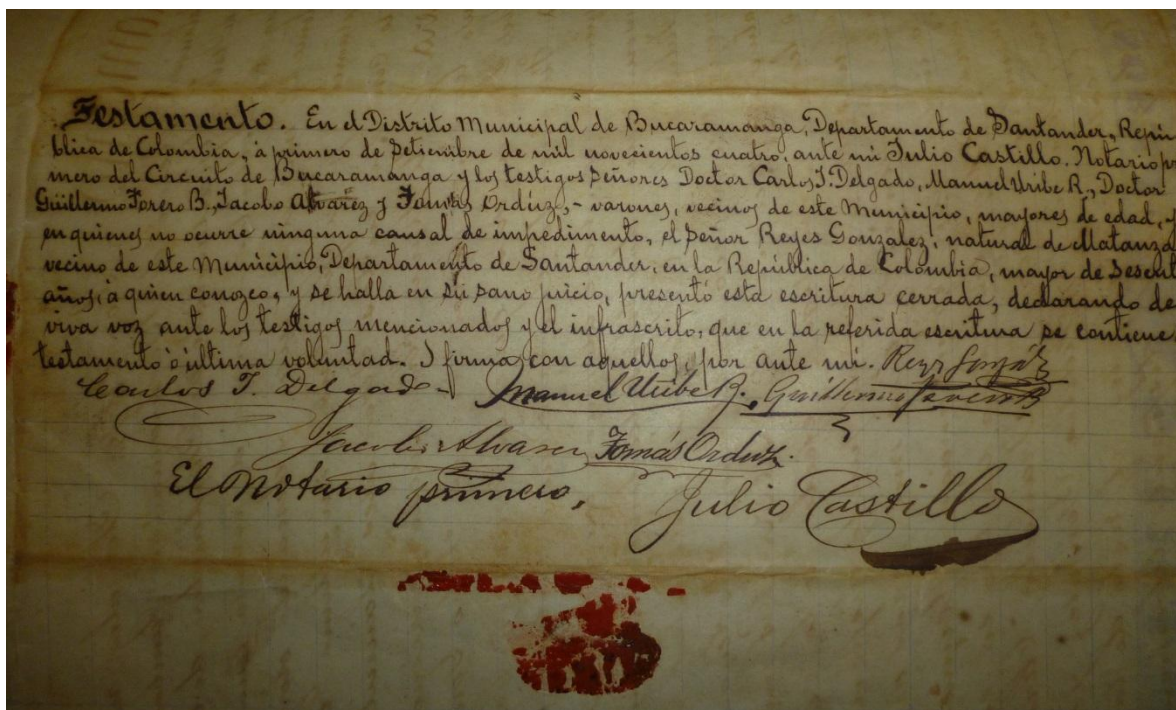 Testamento. En el Distrito Municipal de Bucaramanga, Departamento de Santander, Repú-
blica de Colombia, á primero de Setiembre de mil novecientos cuatro, ante mi Julio Castillo. Notario pri
mero del Circuito de Bucaramanga y los testigos Señores Doctor Carlos J. Delgado, Manuel Uribe R., Doctor
Guillermo Forero B., Jacobo Alvarez y Tomás Ordúz,- varones, vecinos de este Municipio, mayores de edad,
en quienes no ocurre ninguna causal de impedimento, el Señor Reyes Gonzalez, natural de Matanza
vecino de este Municipio, Departamento de Santander, en la República de Colombia, mayor de Sesent
años, á quien conozco, y se halla en su sano juicio, presentó esta escritura cerrada, declarando de
viva voz ante los testigos mencionados y el infrascrito, que en la referida escritura se contiene
testamento ó última voluntad. I firma con aquellos, por ante mi. Reyes Gonzál
Carlos J. Delgado Manuel Uribe R. Guillermo Forero B
Jacobo Alvarez Tomás Orduz.
El Notario primero, Julio Castillo